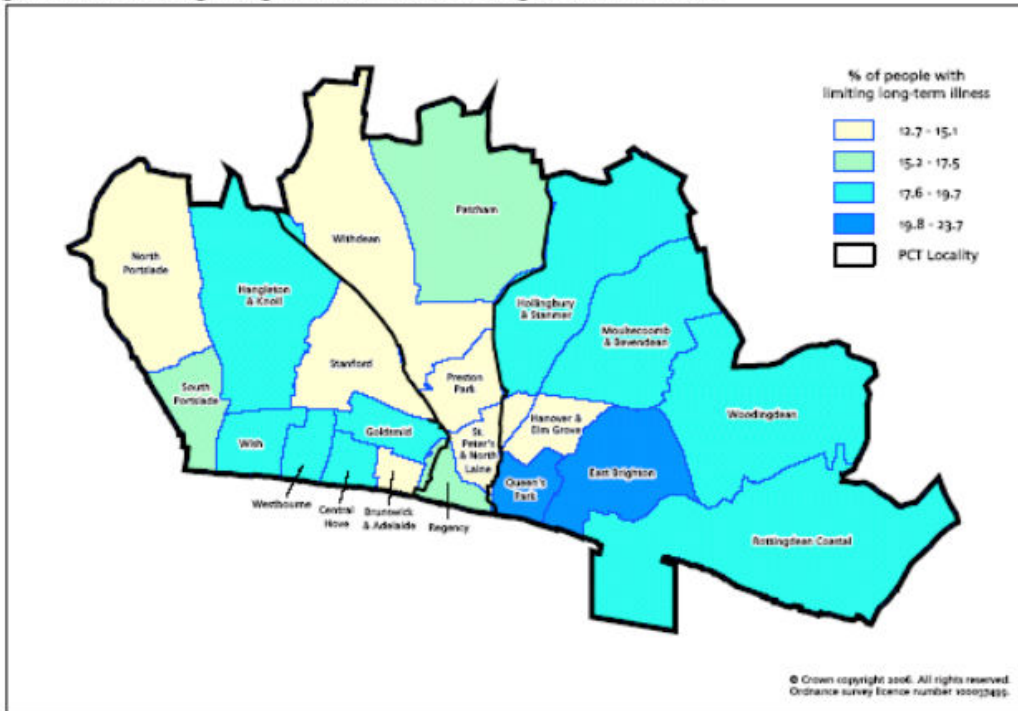 % of people with
limiting long-term illness
12.7 - 15.1
15.2 - 17.5
17.6 - 19.7
19.8 - 23.7
PCT Locality
Patcham
Withdean
North
Portslade
Hangleton
& Knoll
Hollingbury
& Stanmer
Moulsecoomb
& Bevendean
Stanford
Preston
Park
South
Portslade
Woodingdean
Hanover &
Elm Grove
Goldsmid
St.
Peter's
& North
Laine
Wish
East Brighton
Queen's
Park
Westbourne
Central
Hove
Brunswick
& Adelaide
Regency
Rottingdean Coastal
© Crown copyright 2006. All rights reserved.
Ordnance survey licence number 100037499.